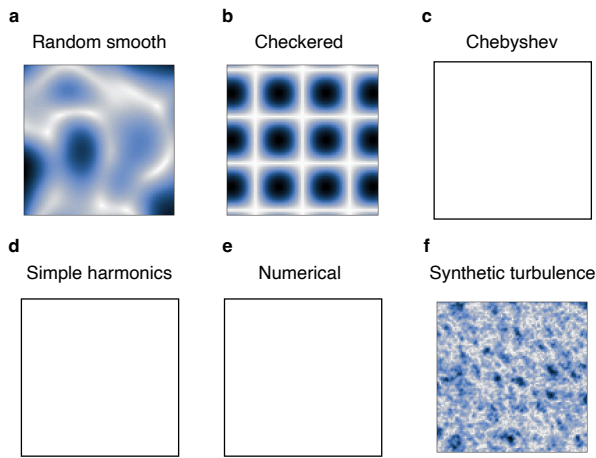 a
Random smooth
b
Checkered
c
Chebyshev
d
Simple harmonics
e
Numerical
f
Synthetic turbulence